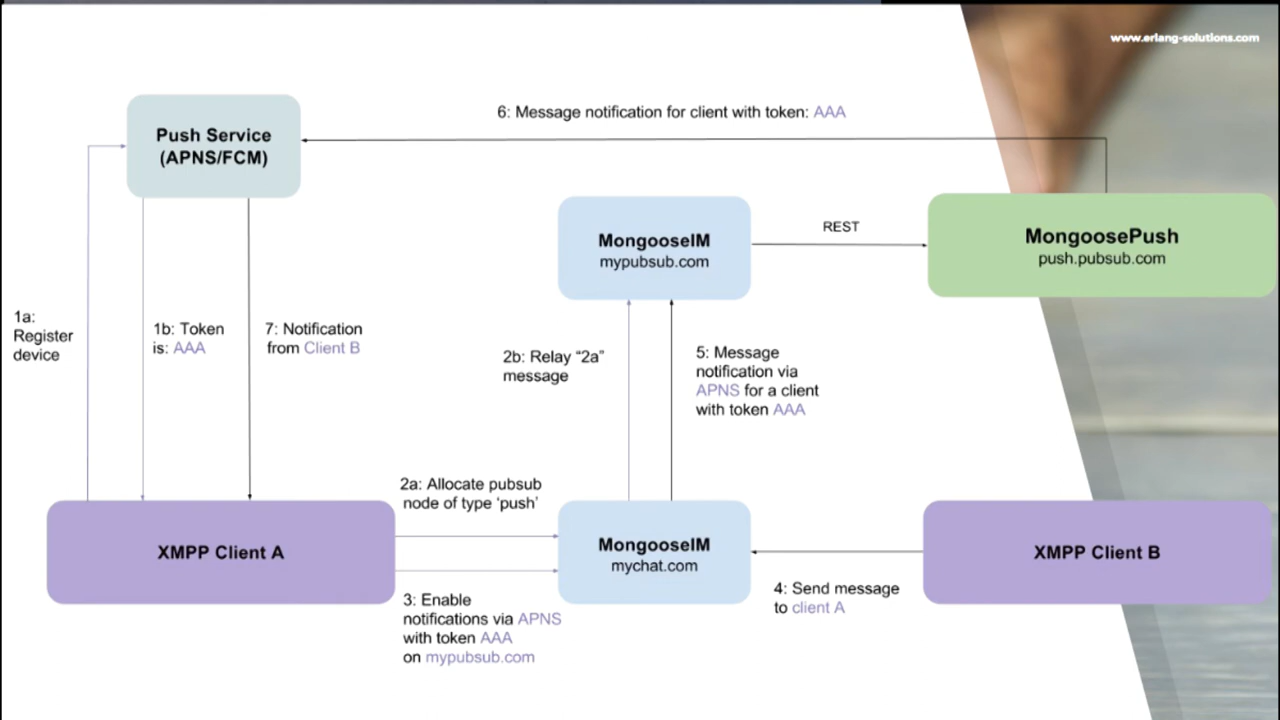 www.erlang-solutions.com
6: Message notification for client with token: AAA
Push Service
(APNS/FCM)
MongooseIM
mypubsub.com
REST
MongoosePush
push.pubsub.com
1a:
Register
device
1b: Token
is: AAA
7: Notification
from Client B
2b: Relay “2a”
message
5: Message
notification via
APNS for a client
with token AAA
2a: Allocate pubsub
node of type ‘push’
XMPP Client A
MongooseIM
mychat.com
XMPP Client B
3: Enable
notifications via APNS
with token AAA
on mypubsub.com
4: Send message
to client A